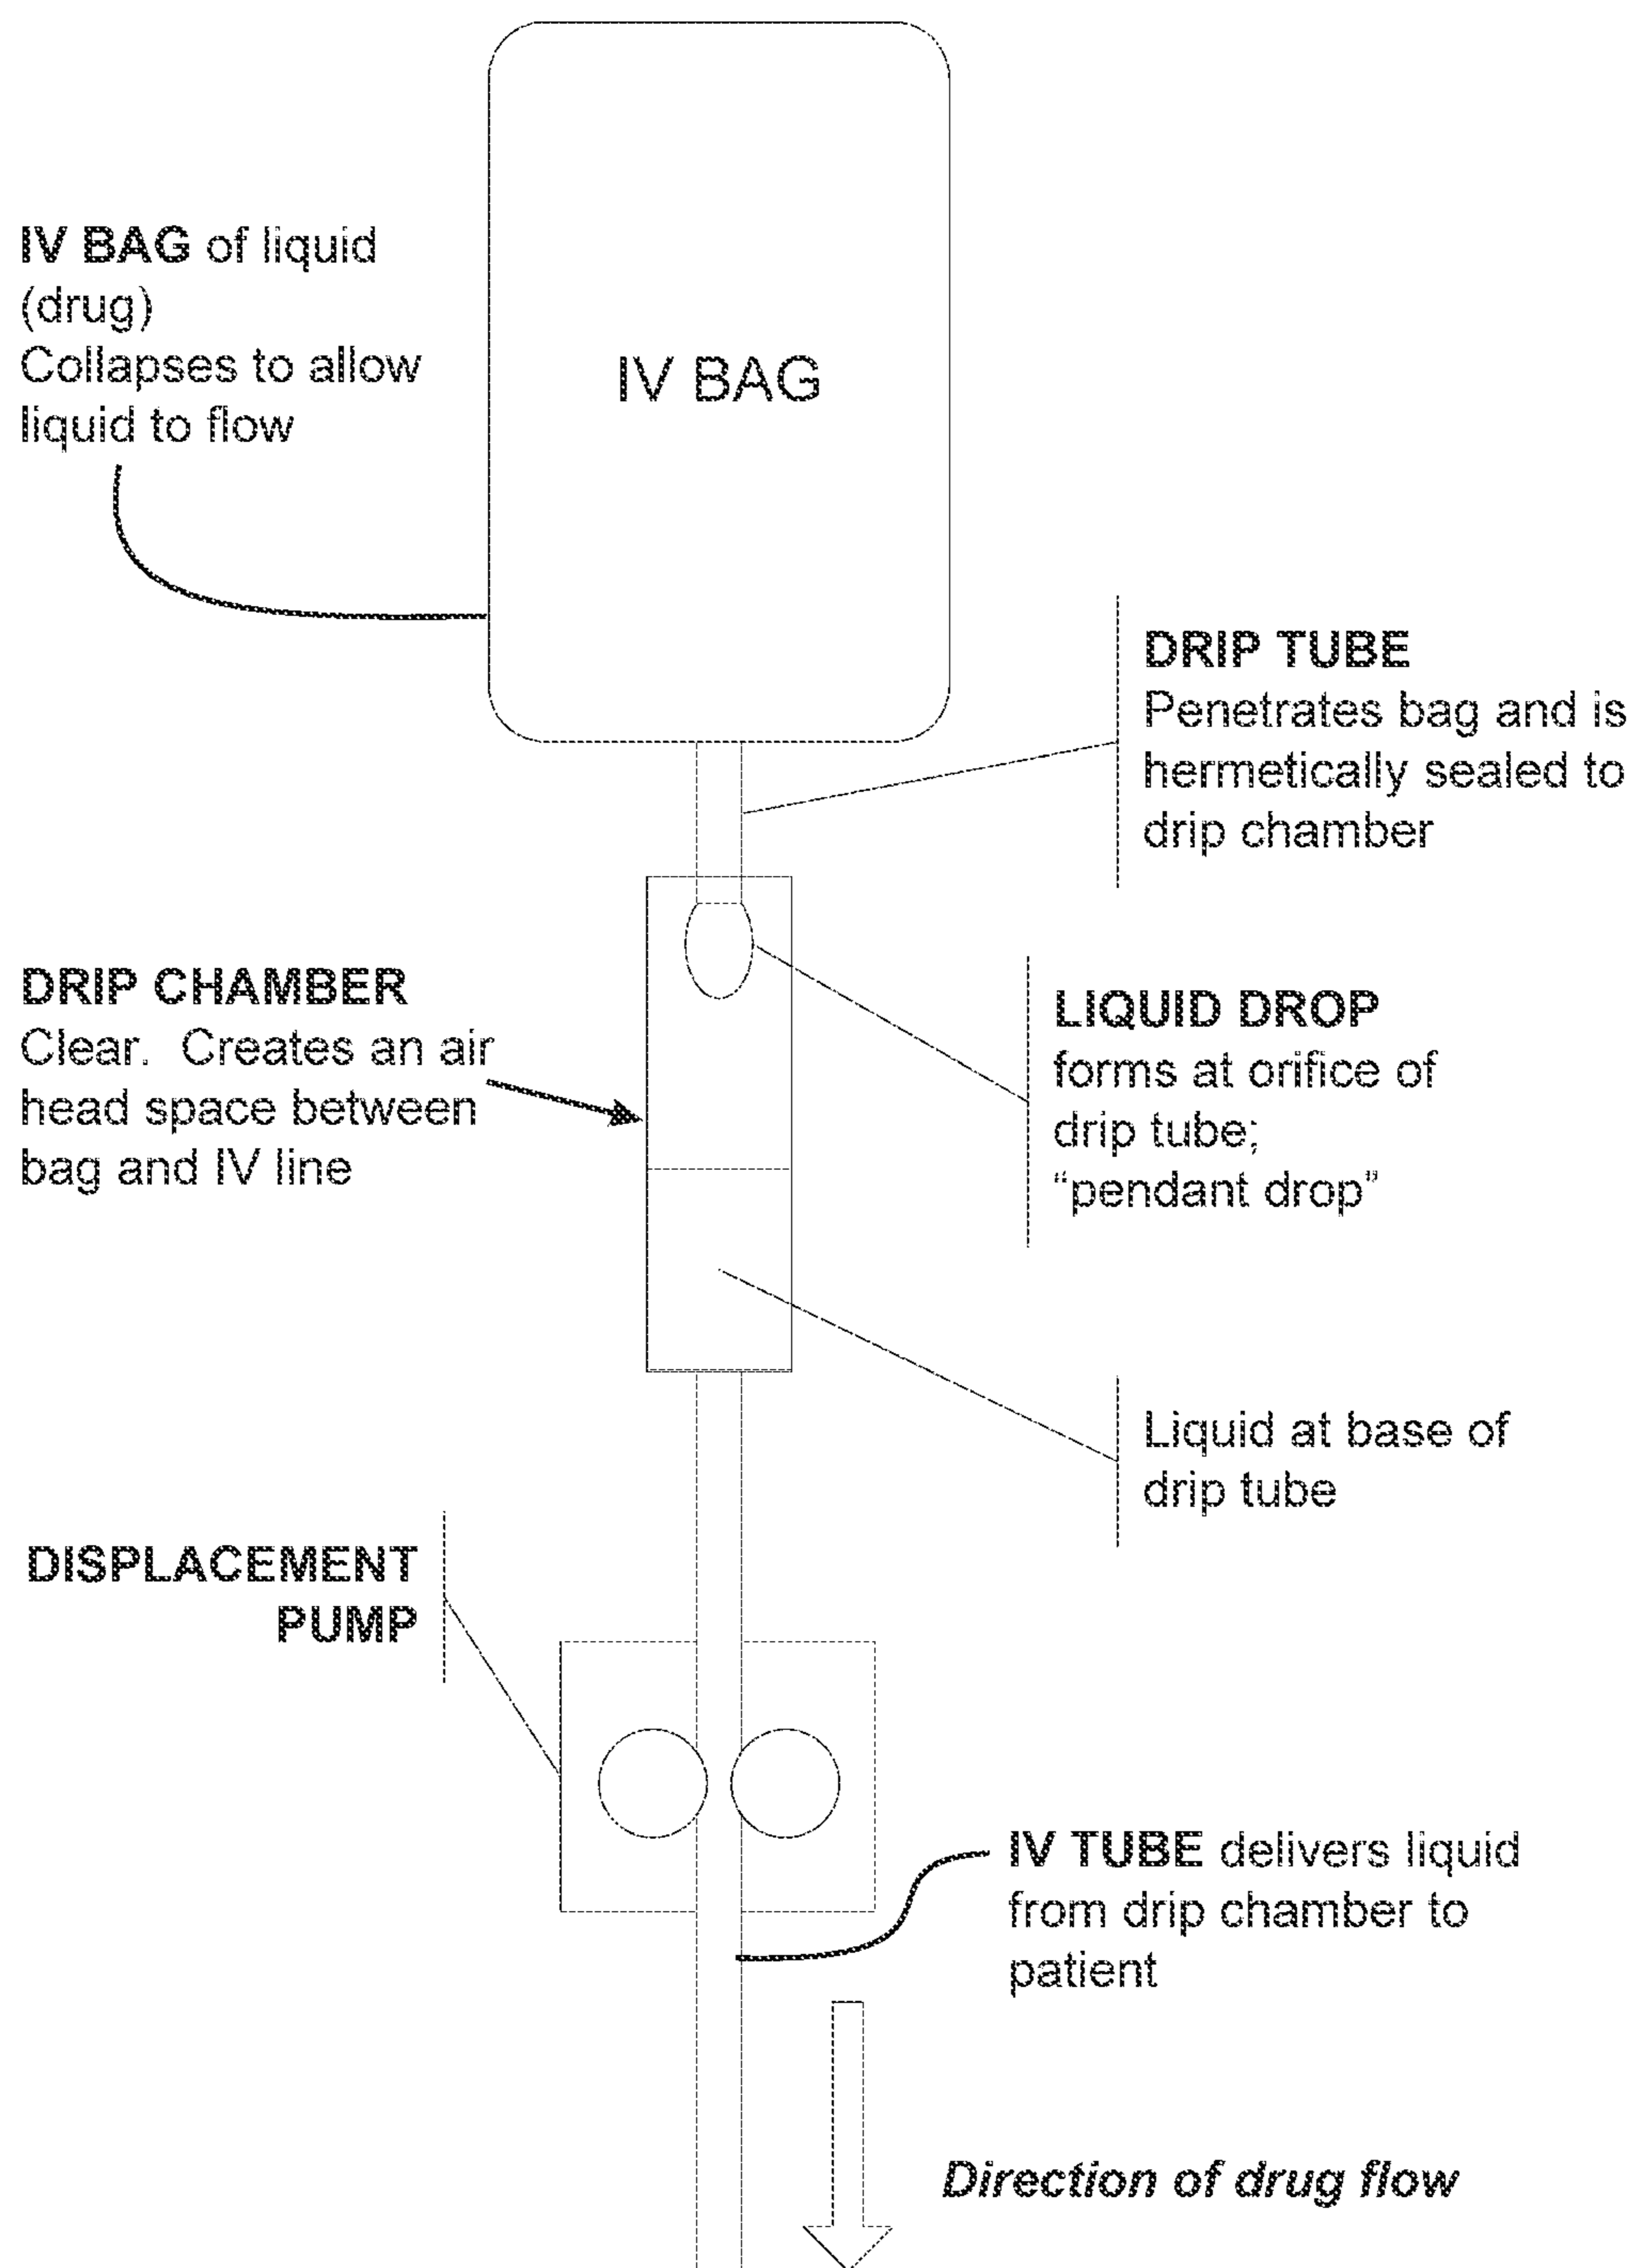 IV BAG of liquid
(drug)
Collapses to allow
liquid to flow
IV BAG
DRIP TUBE
Penetrates bag and is
hermetically sealed to
drip chamber
DRIP CHAMBER
Clear. Creates an air
head space between
bag and IV line
LIQUID DROP
forms at orifice of
drip tube;
“pendant drop”
Liquid at base of
drip tube
DISPLACEMENT
PUMP
IV TUBE delivers liquid
from drip chamber to
patient
Direction of drug flow